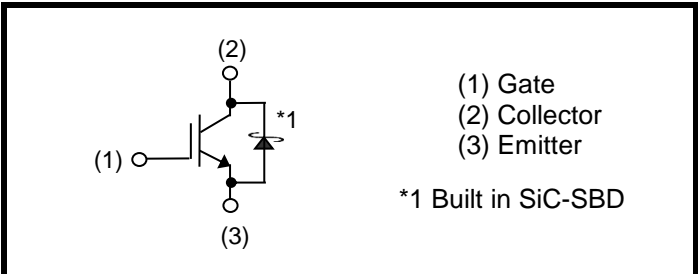 (2)
*1
(1)
(3)
(1) Gate
(2) Collector
(3) Emitter
*1 Built in SiC-SBD